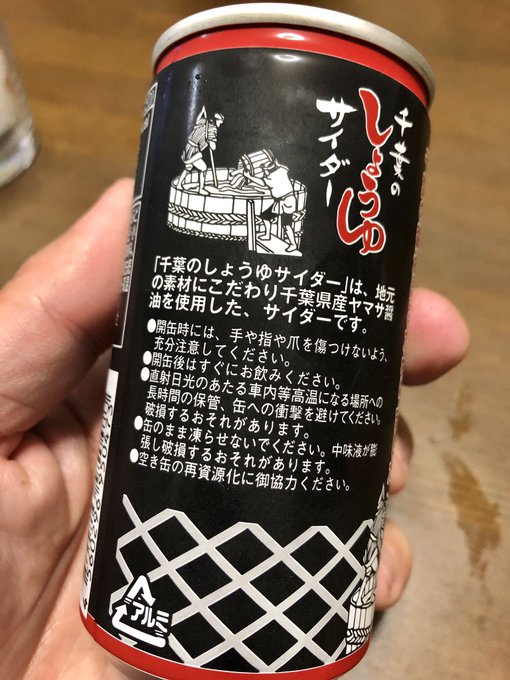 千葉の
しょうゆ
サイダー
「千葉のしょうゆサイダー」は、地元
の素材にこだわり千葉県産ヤマサ醤
油を使用した、サイダーです。
●開缶時には、手や指や爪を傷つけないよう、
充分注意してください。
●開缶後はすぐにお飲みください。
●直射日光のあたる車内等高温になる場所への
長時間の保管、缶への衝撃を避けてください。
破損するおそれがあります。
●缶のまま凍らせないでください。中味液が膨
張し破損するおそれがあります。
●空き缶の再資源化に御協力ください。
アルミ